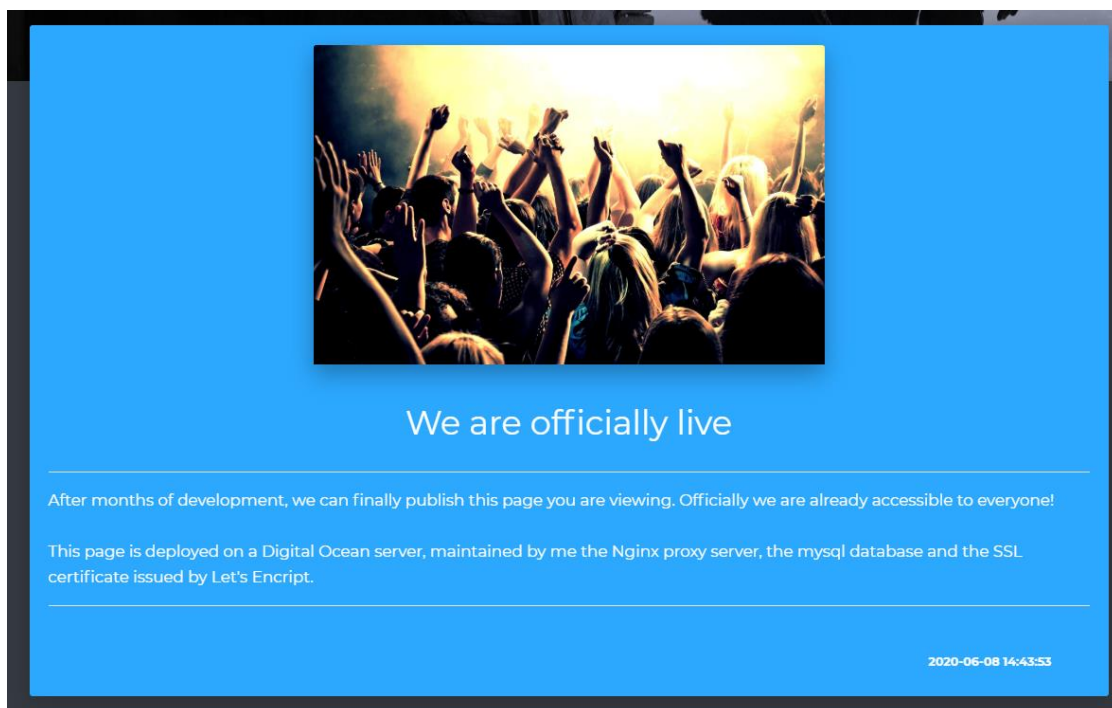 We are officially live
After months of development, we can finally publish this page you are viewing. Officially we are already accessible to everyone!
This page is deployed on a Digital Ocean server, maintained by me the Nginx proxy server, the mysql database and the SSL
certificate issued by Let's Encript.
2020-06-08 14:43:53